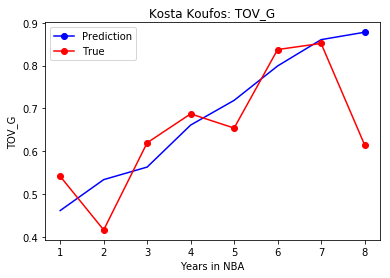 Kosta Koufos: TOV_G
Prediction
True
0.9
0.8
0.7
0.6
0.5
0.4
TOV_G
1 2 3 4 5 6 7 8
Years in NBA